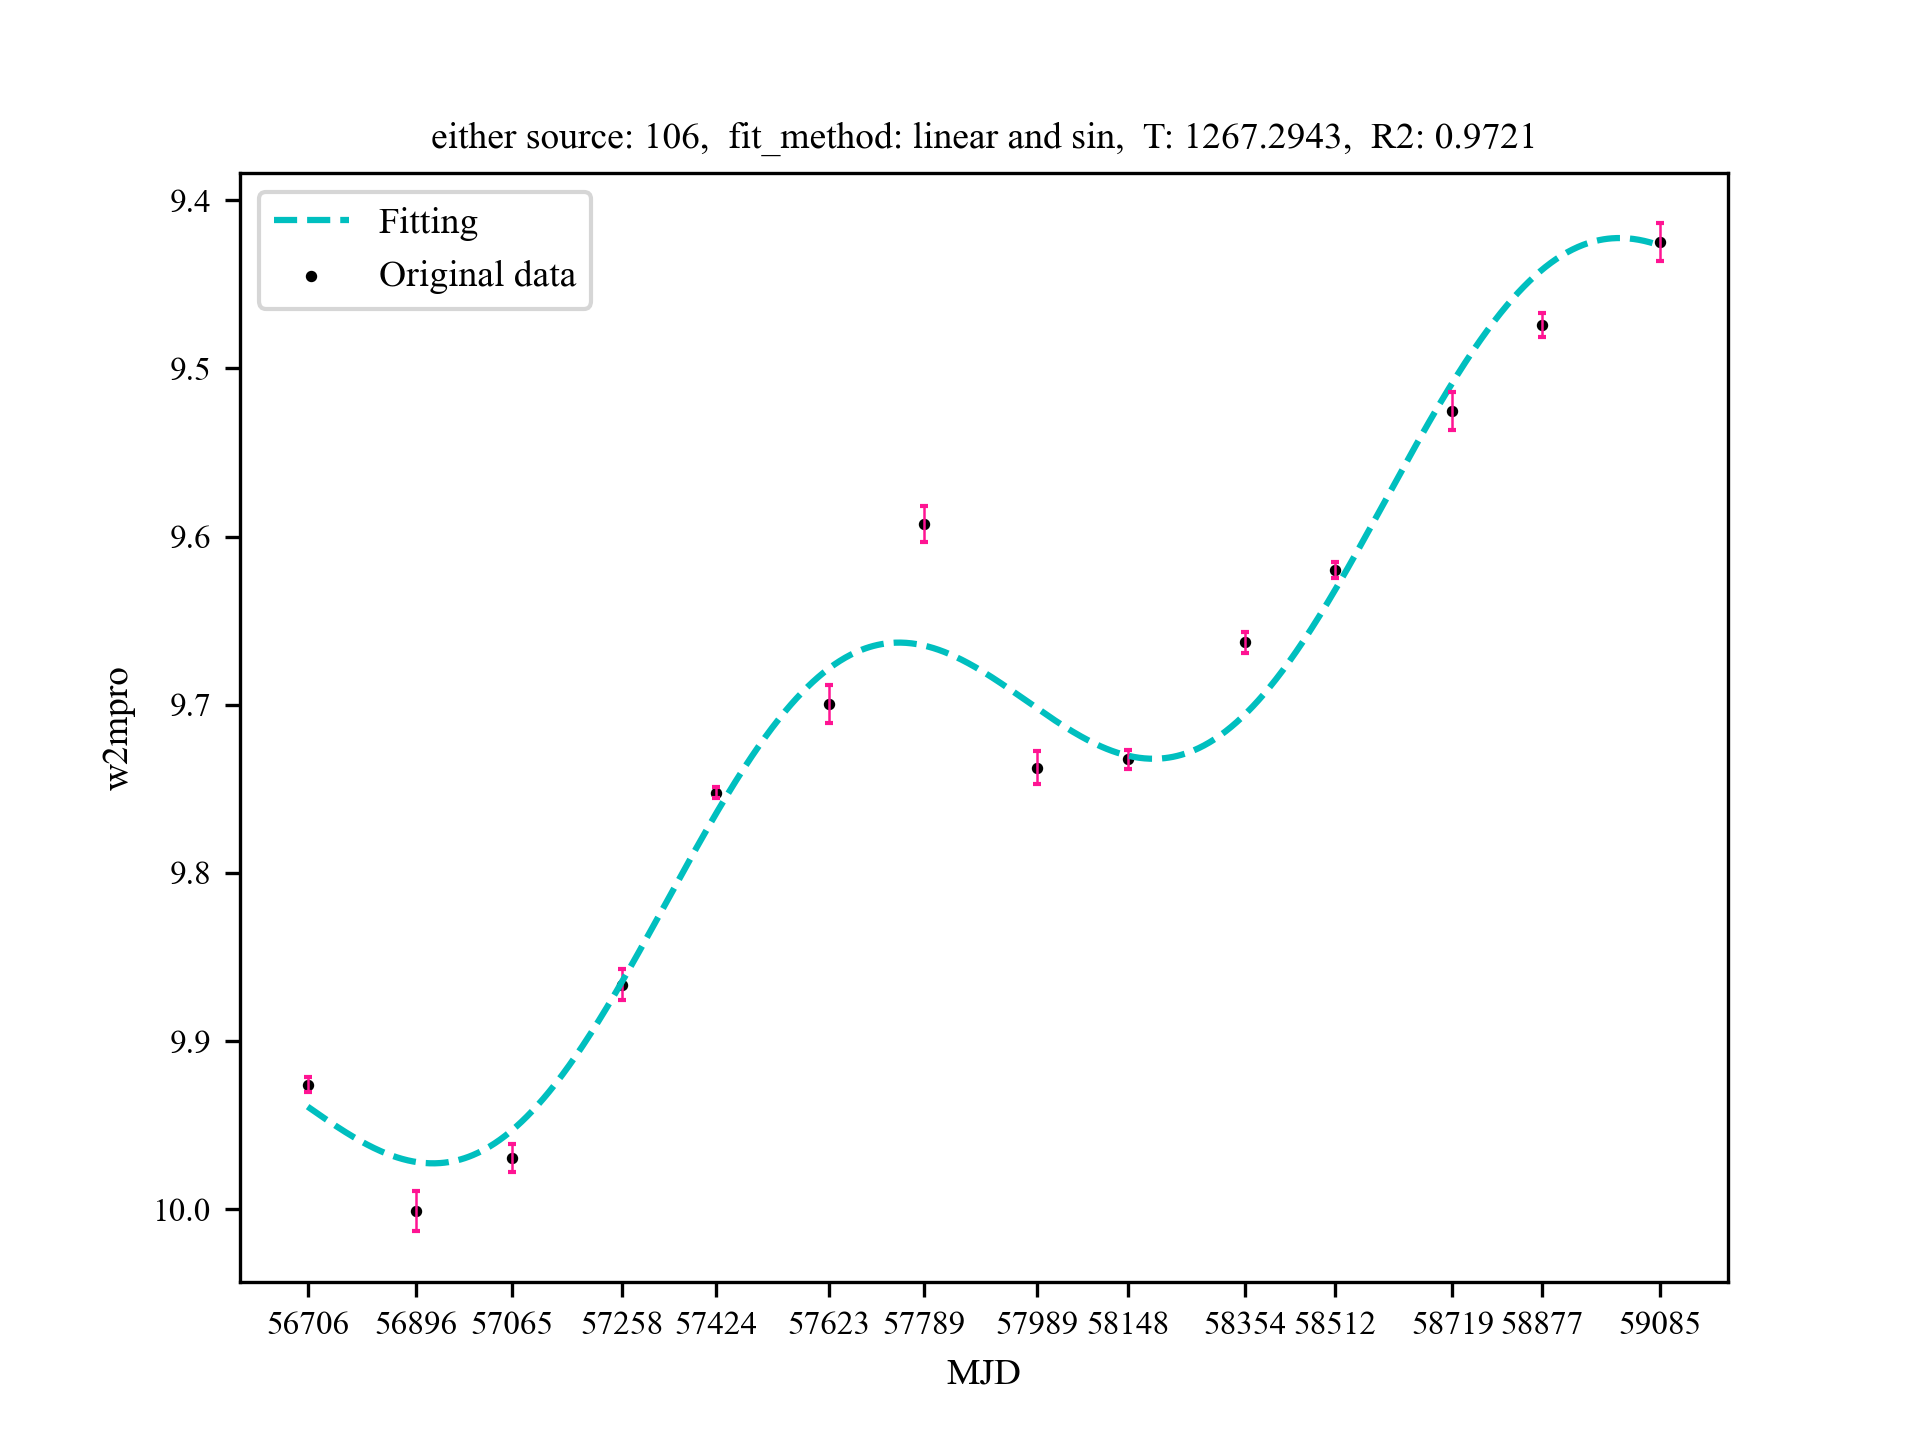 either source: 106,  fit_method: linear and sin,  T: 1267.2943,  R2: 0.9721
Fitting
Original data
9.4
9.5
9.6
9.7
9.8
9.9
10.0
w2mpro
56706 56896 57065 57258 57424 57623 57789 57989 58148 58354 58512 58719 58877 59085
MJD